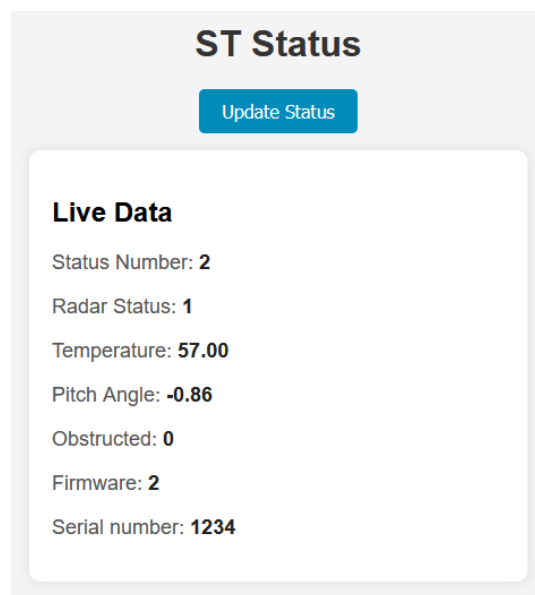 ST Status
Update Status
Live Data
Status Number: 2
Radar Status: 1
Temperature: 57.00
Pitch Angle: -0.86
Obstructed: 0
Firmware: 2
Serial number: 1234